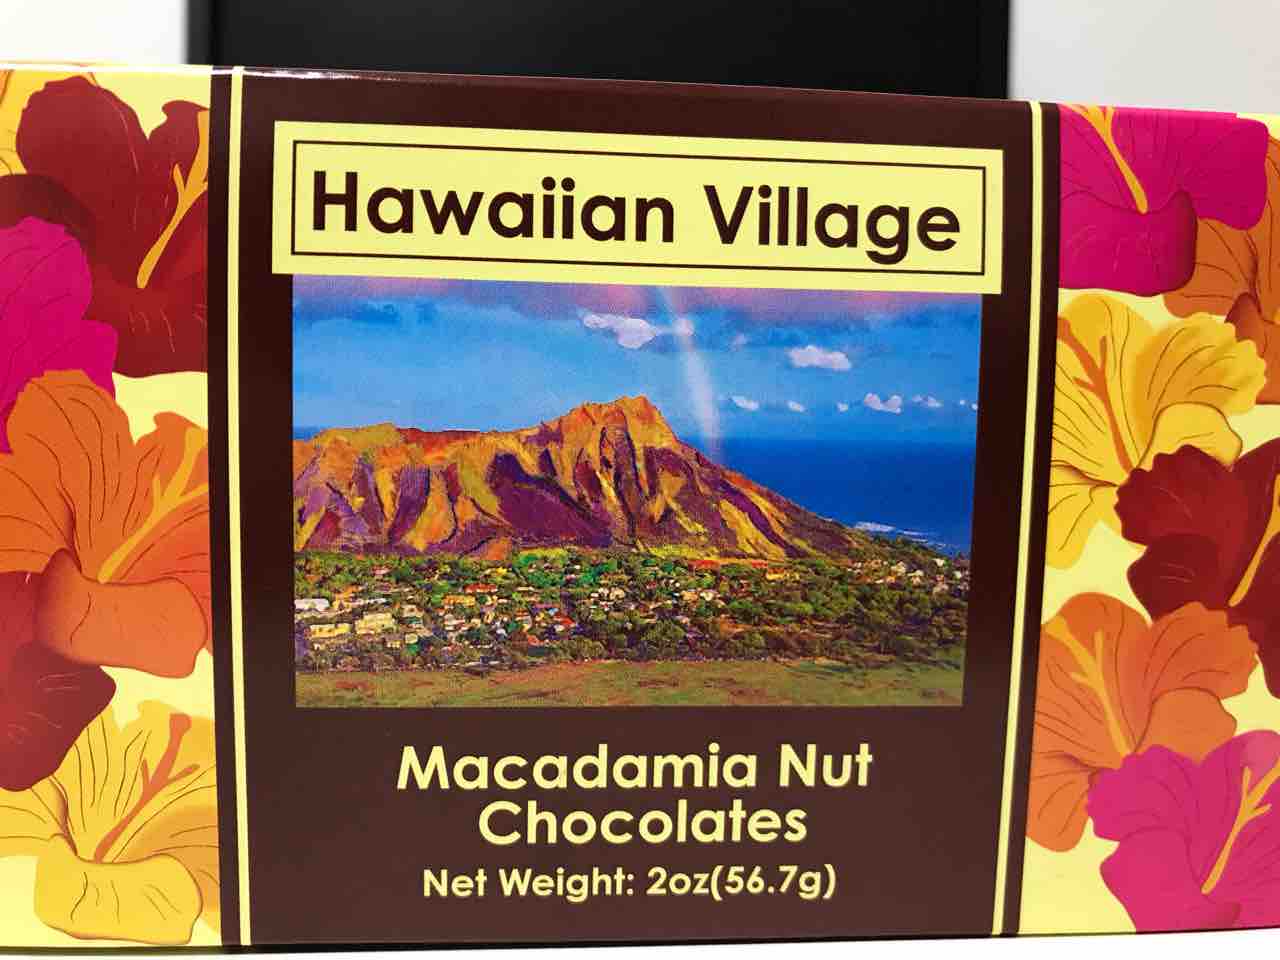 Hawaiian Village
Macadamia Nut
Chocolates
Net Weight: 2oz(56.7g)